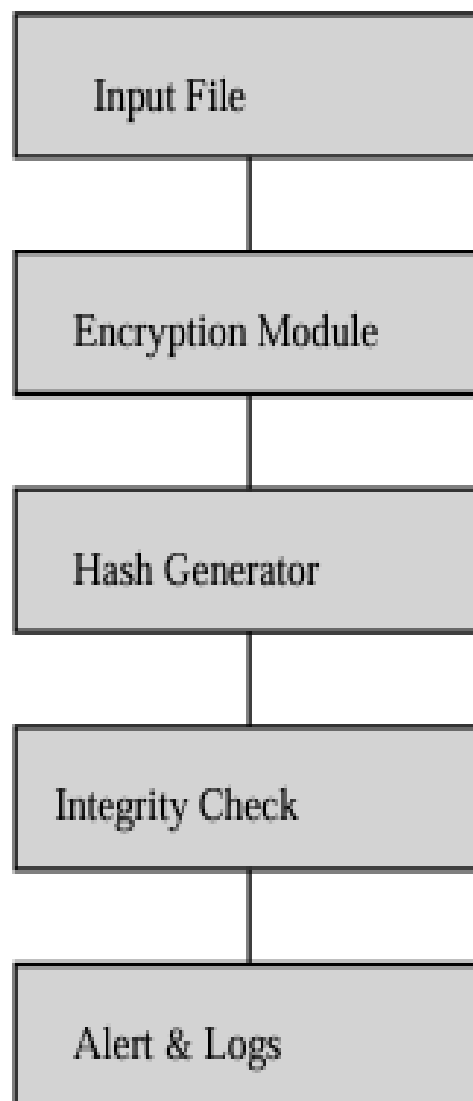 Input File
Encryption Module
Hash Generator
Integrity Check
Alert & Logs